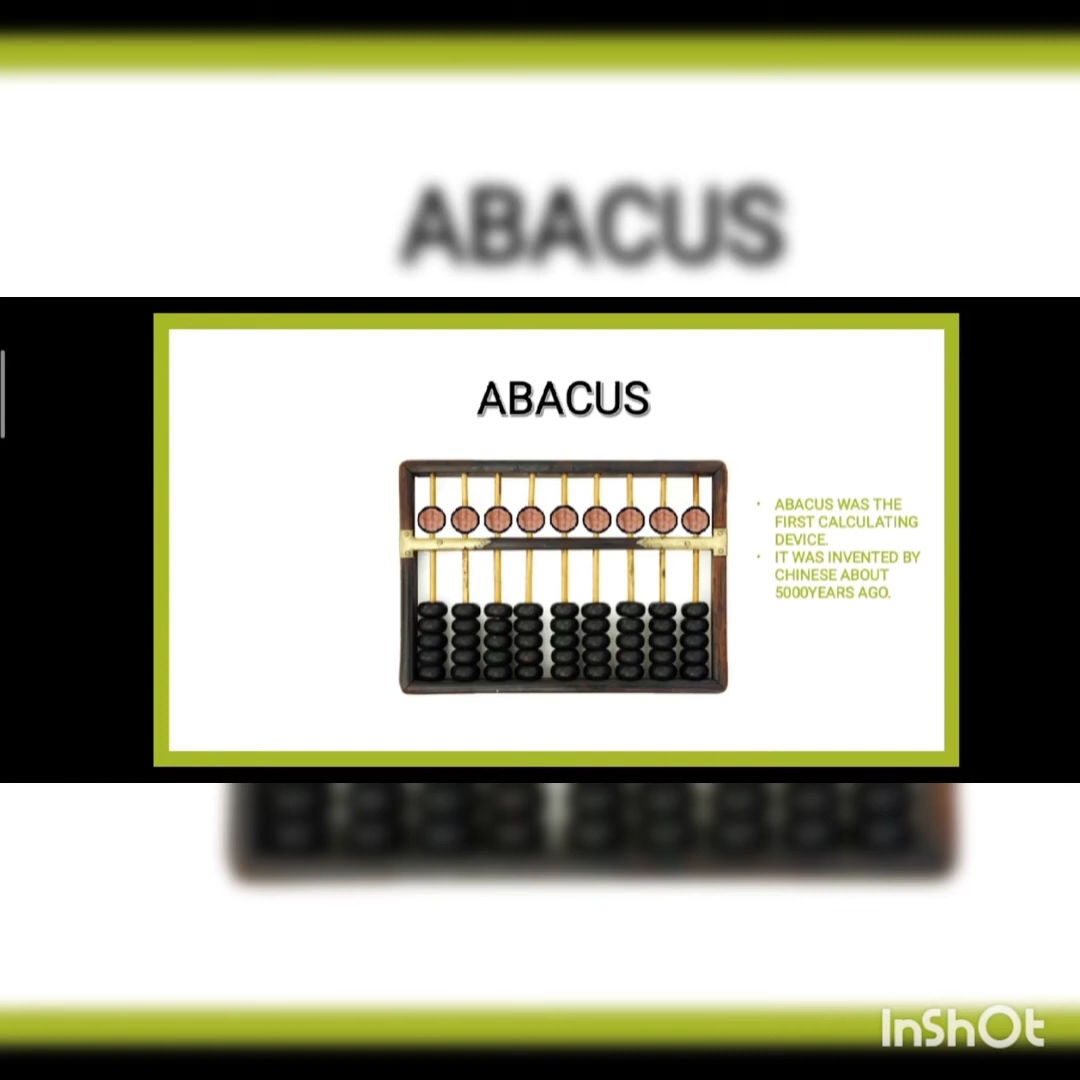 ABACUS
ABACUS
• ABACUS WAS THE
FIRST CALCULATING
DEVICE.
• IT WAS INVENTED BY
CHINESE ABOUT
5000YEARS AGO.
InShOt